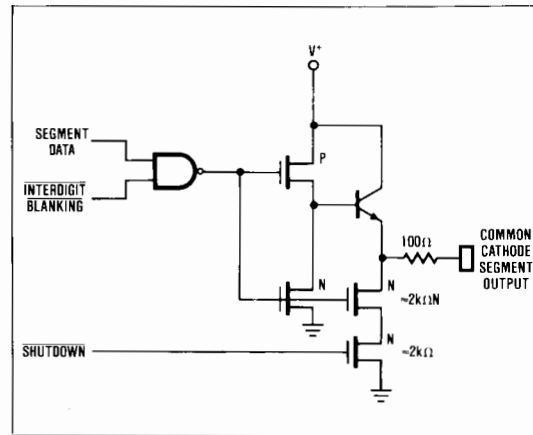 V+
SEGMENT
DATA
INTERDIGIT
BLANKING
P
100Ω
COMMON
CATHODE
SEGMENT
OUTPUT
N
N
≈2kΩN
SHUTDOWN
N
≈2kΩ